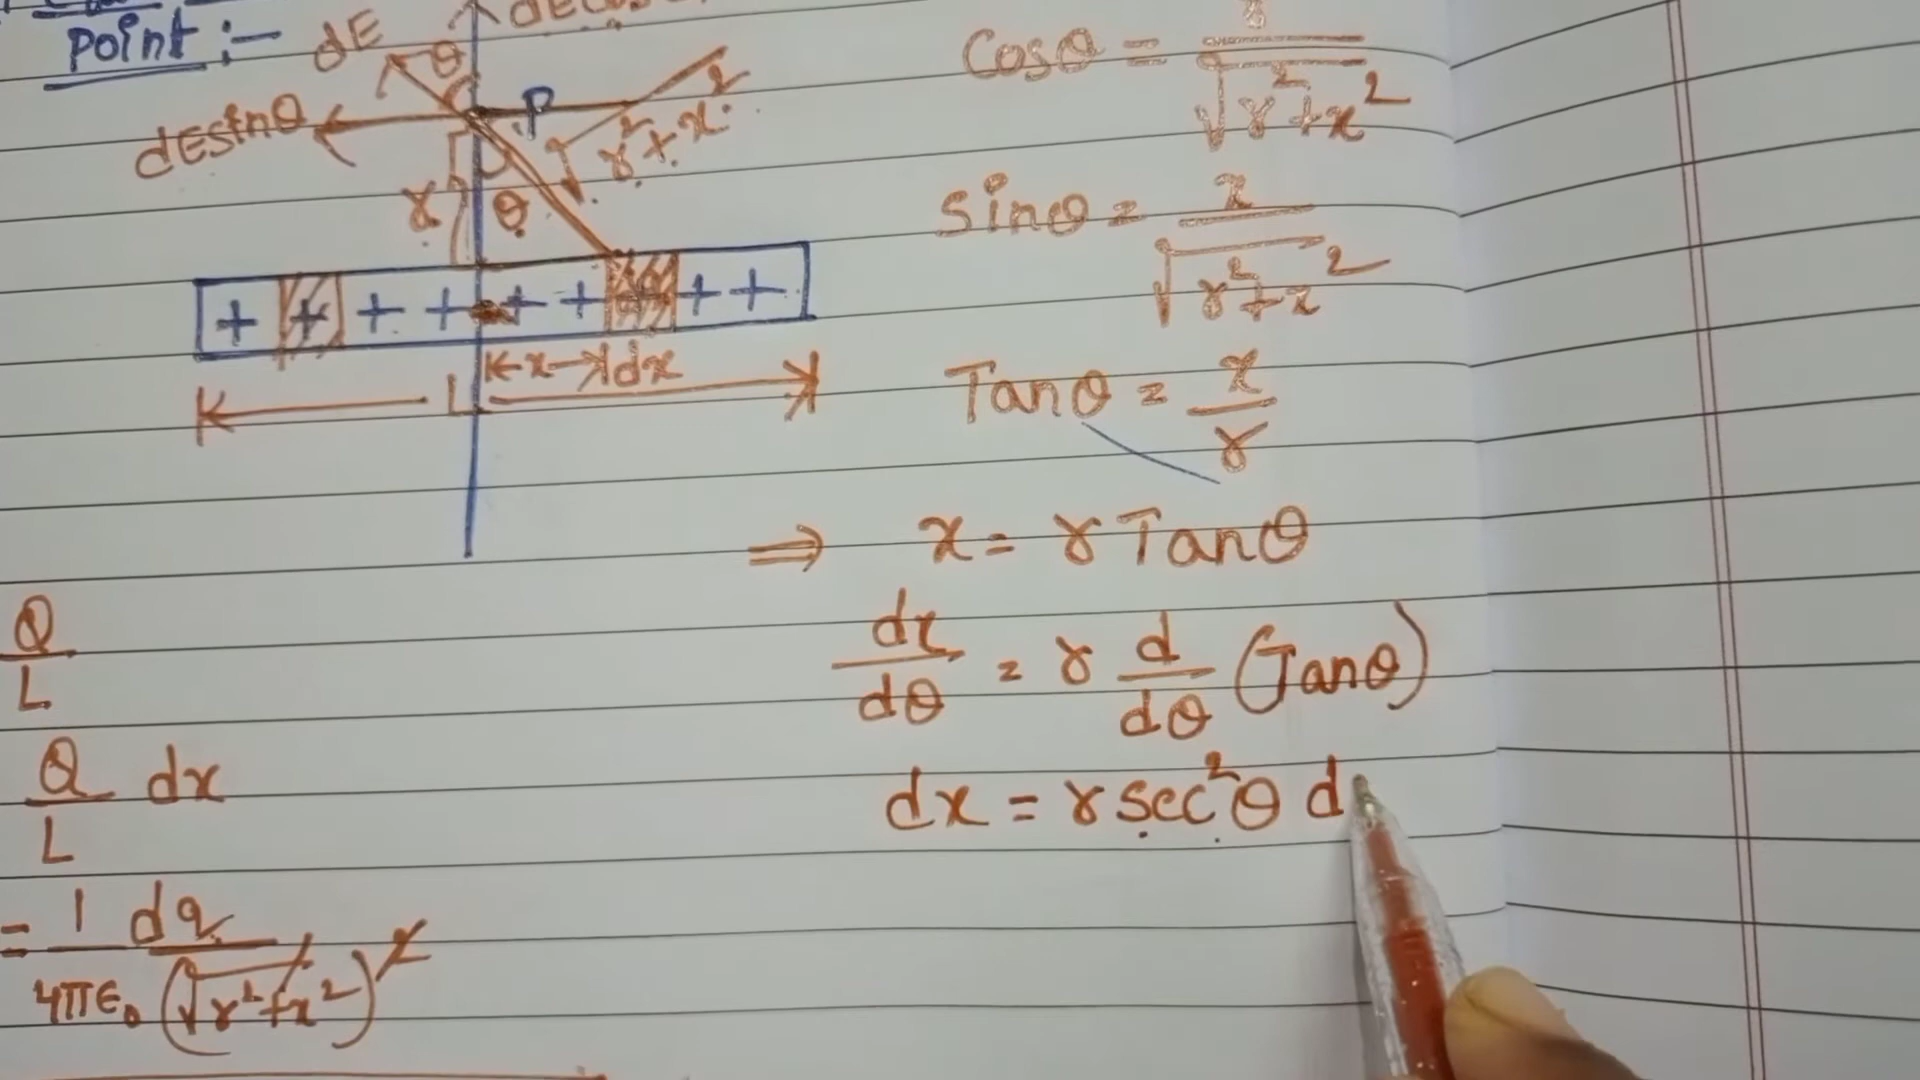 point :-
dE θ
dEsinθ
P
√r²+x²
r θ
+ + + + + + + +
x dx
L
Cosθ = r/√r²+x²
Sinθ = x/√r²+x²
Tanθ = x/r
⇒ x = r Tanθ
dx/dθ = r d/dθ (Tanθ)
dx = r sec²θ d
Q/L
Q/L dx
= 1/4πε₀ dq/(√r²+x²)²